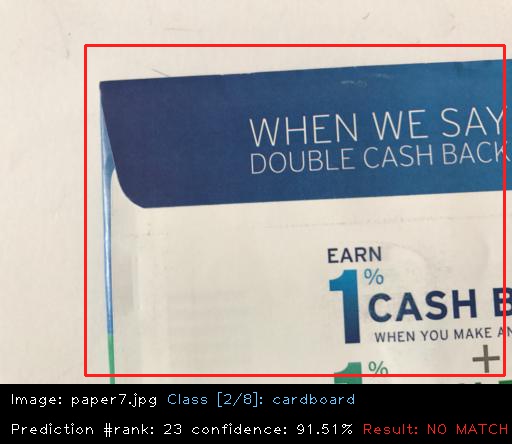 WHEN WE SAY
DOUBLE CASH BACK
EARN
1%
CASH B
WHEN YOU MAKE AN
+
1%
Image: paper7.jpg Class [2/8]: cardboard
Prediction #rank: 23 confidence: 91.51% Result: NO MATCH